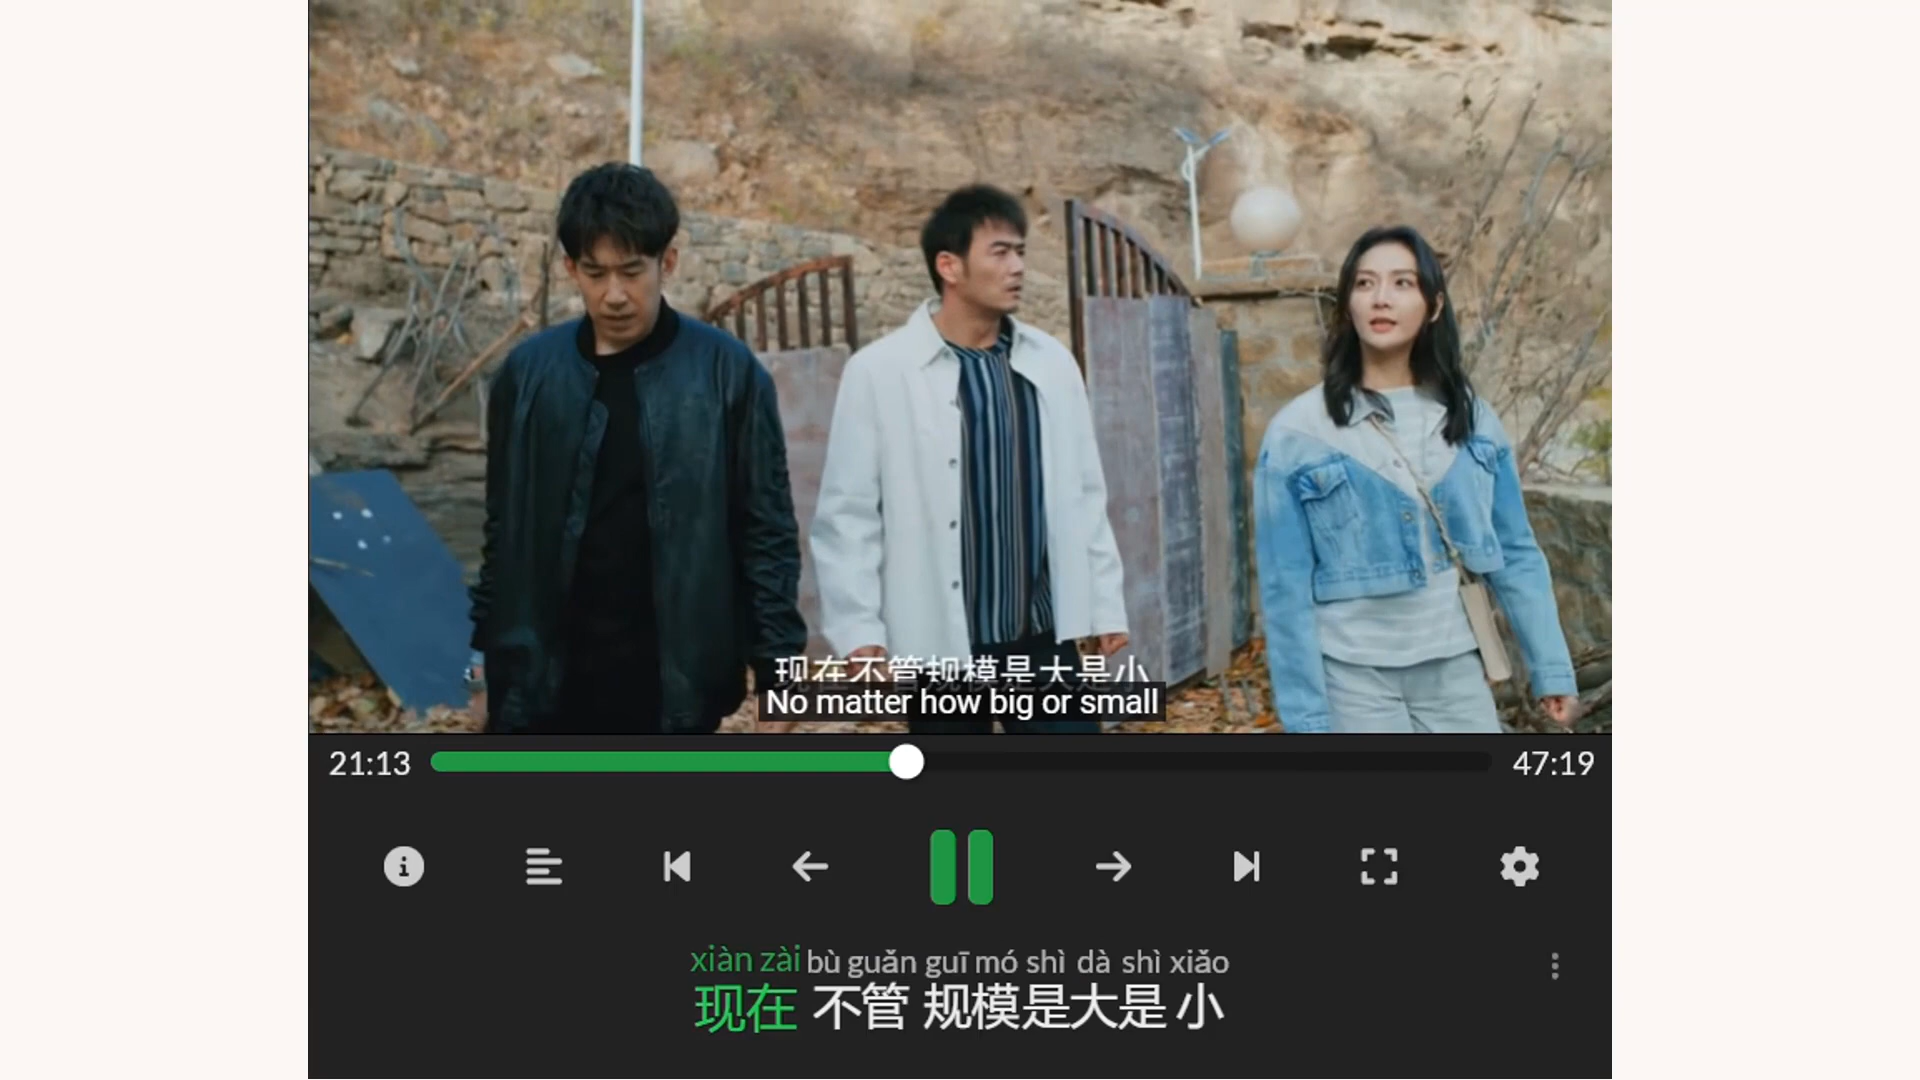 现在不管规模是大是小
No matter how big or small
21:13
47:19
xiàn zài bù guǎn guī mó shì dà shì xiǎo
现在 不管 规模是大是小